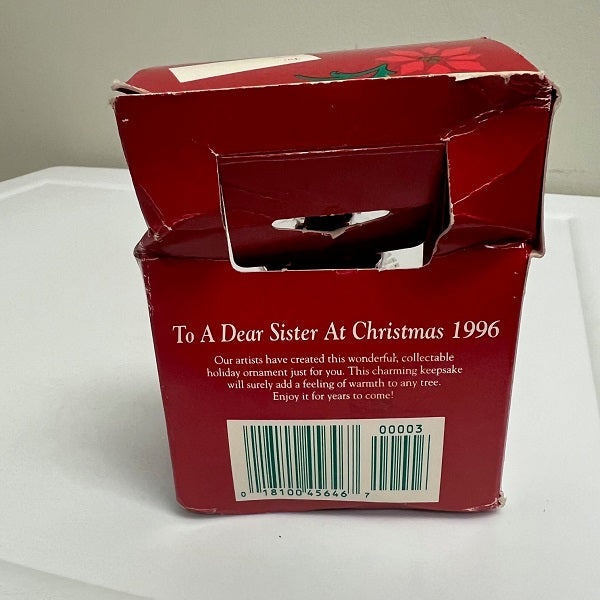 To A Dear Sister At Christmas 1996
Our artists have created this wonderful, collectable
holiday ornament just for you. This charming keepsake
will surely add a feeling of warmth to any tree.
Enjoy it for years to come!
00003
0 18100 45646 7